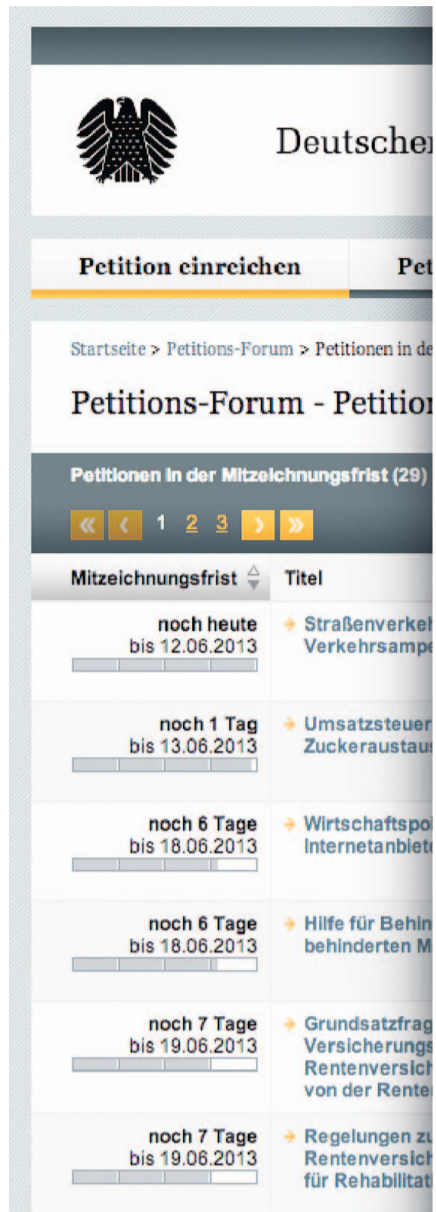 Deutscher
Petition einreichen Pet
Startseite > Petitions-Forum > Petitionen in de
Petitions-Forum - Petition
Petitionen in der Mitzeichnungsfrist (29)
« ‹ 1 2 3 › »
Mitzeichnungsfrist Titel
noch heute
bis 12.06.2013
Straßenverkeh
Verkehrsampe
noch 1 Tag
bis 13.06.2013
Umsatzsteuer
Zuckeraustaus
noch 6 Tage
bis 18.06.2013
Wirtschaftspol
Internetanbiete
noch 6 Tage
bis 18.06.2013
Hilfe für Behin
behinderten M
noch 7 Tage
bis 19.06.2013
Grundsatzfrag
Versicherungs
Rentenversich
von der Rente
noch 7 Tage
bis 19.06.2013
Regelungen zu
Rentenversich
für Rehabilitat